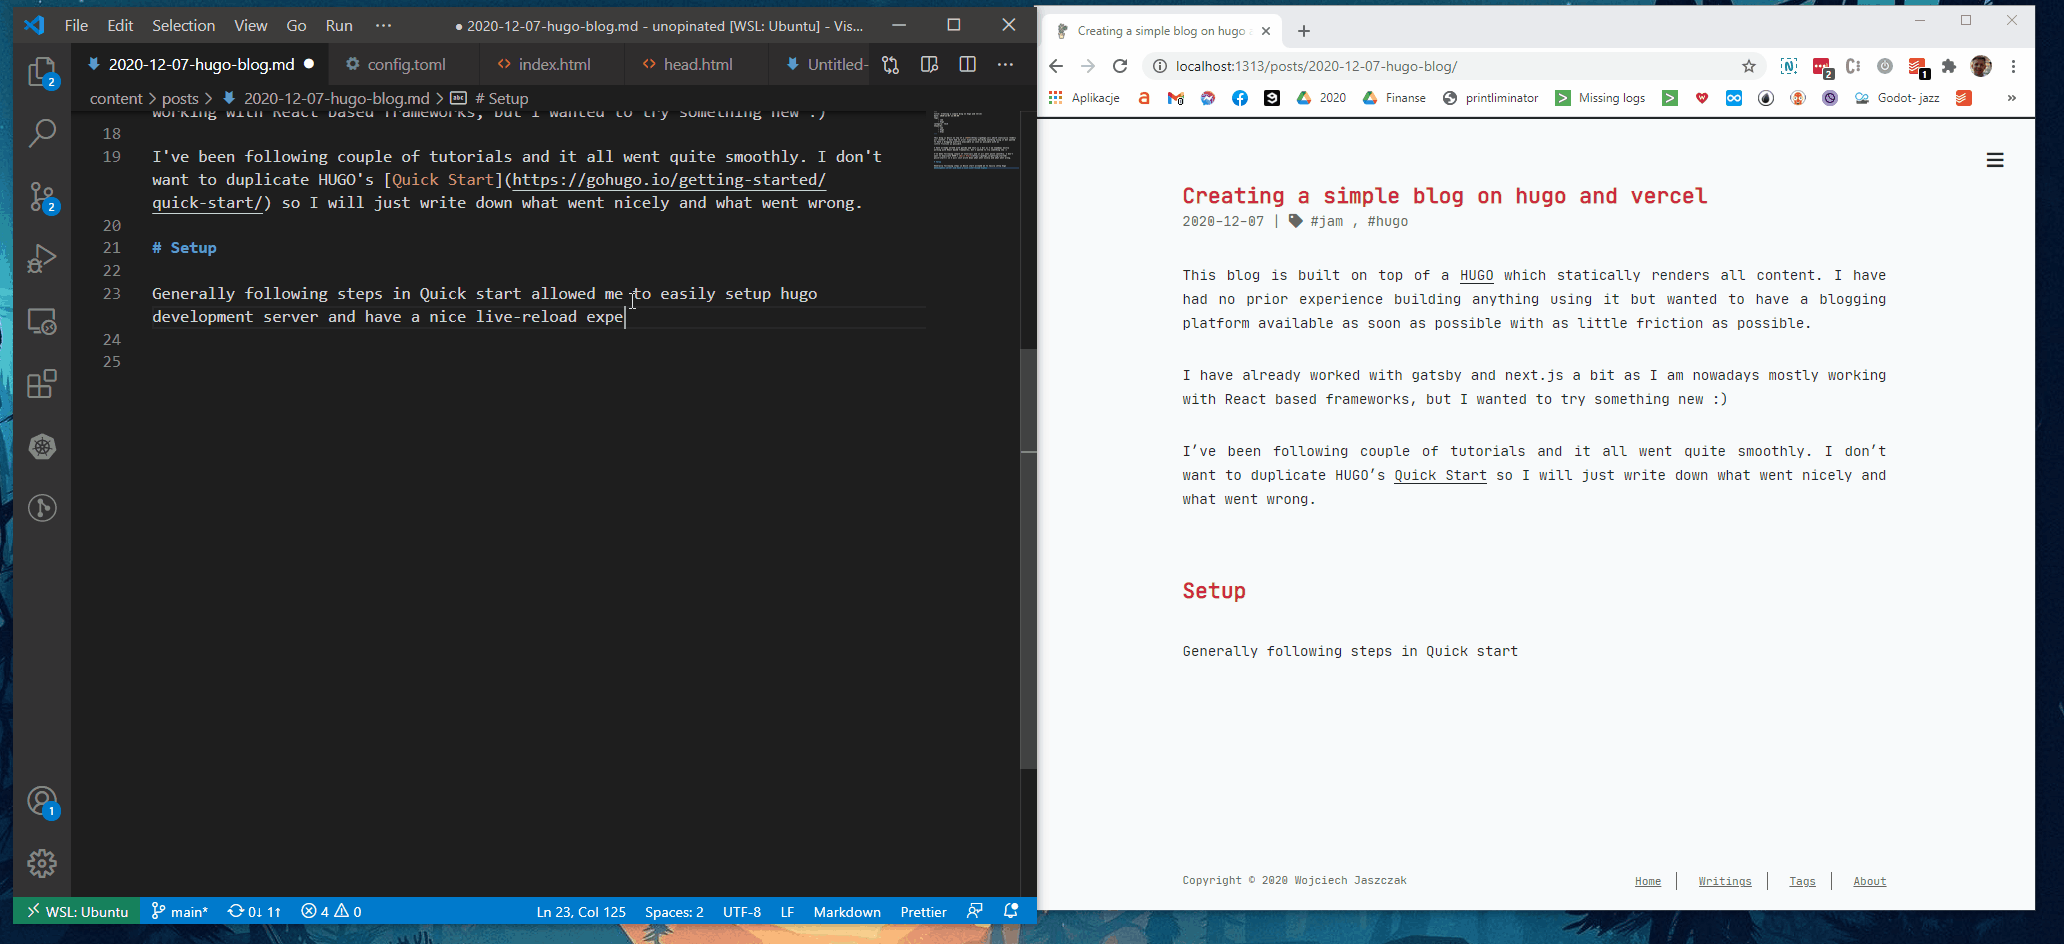 File Edit Selection View Go Run ··· ● 2020-12-07-hugo-blog.md - unopinated [WSL: Ubuntu] - Vis...
2020-12-07-hugo-blog.md ● config.toml <> index.html <> head.html Untitled- ···
content > posts > 2020-12-07-hugo-blog.md > abc # Setup
working with React based frameworks, but I wanted to try something new :)
18
19 I've been following couple of tutorials and it all went quite smoothly. I don't
want to duplicate HUGO's [Quick Start](https://gohugo.io/getting-started/
quick-start/) so I will just write down what went nicely and what went wrong.
20
21 # Setup
22
23 Generally following steps in Quick start allowed me to easily setup hugo
development server and have a nice live-reload expe
24
25
2
2
1
WSL: Ubuntu main* 0↓ 1↑ 4 0 Ln 23, Col 125 Spaces: 2 UTF-8 LF Markdown Prettier
Creating a simple blog on hugo a
localhost:1313/posts/2020-12-07-hugo-blog/ N 2 C 1
Aplikacje a 2020 Finanse printliminator > Missing logs > Godot- jazz »
Creating a simple blog on hugo and vercel
2020-12-07 | #jam , #hugo
This blog is built on top of a HUGO which statically renders all content. I have
had no prior experience building anything using it but wanted to have a blogging
platform available as soon as possible with as little friction as possible.
I have already worked with gatsby and next.js a bit as I am nowadays mostly working
with React based frameworks, but I wanted to try something new :)
I’ve been following couple of tutorials and it all went quite smoothly. I don’t
want to duplicate HUGO’s Quick Start so I will just write down what went nicely and
what went wrong.
Setup
Generally following steps in Quick start
Copyright © 2020 Wojciech Jaszczak Home | Writings | Tags | About